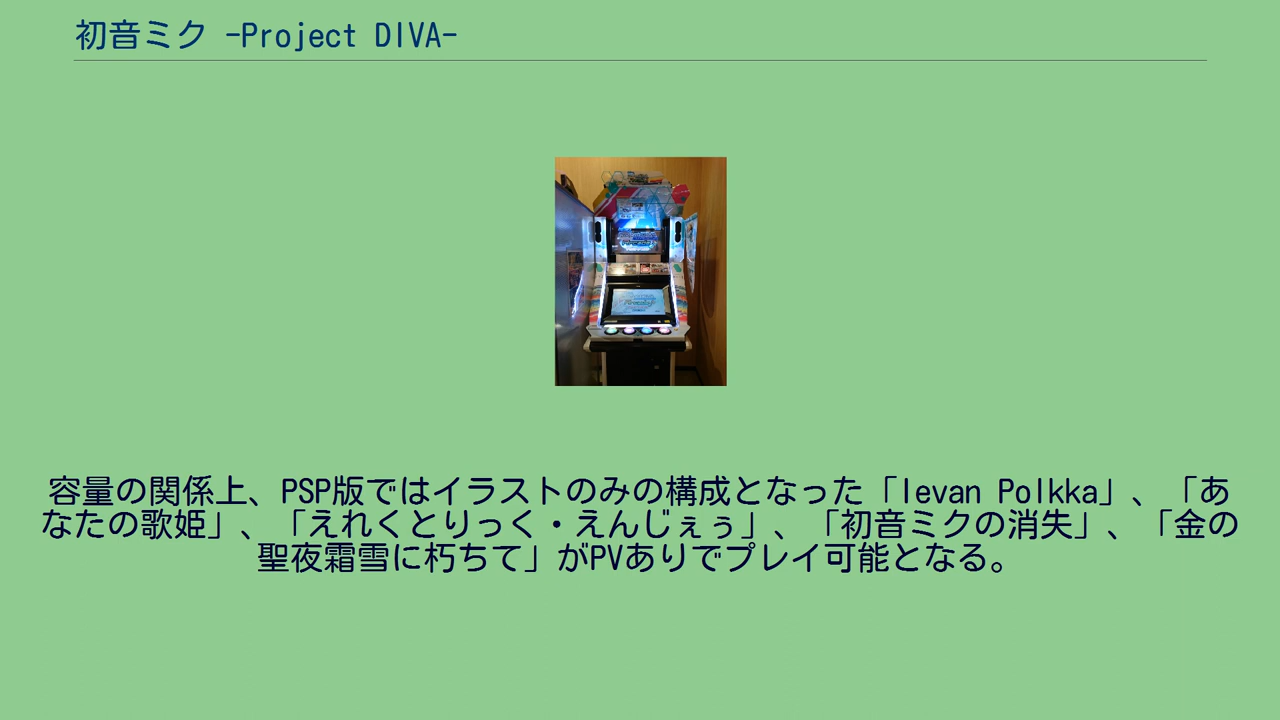 初音ミク -Project DIVA-
容量の関係上、PSP版ではイラストのみの構成となった「Ievan Polkka」、「あ
なたの歌姫」、「えれくとりっく・えんじぇぅ」、「初音ミクの消失」、「金の
聖夜霜雪に朽ちて」がPVありでプレイ可能となる。